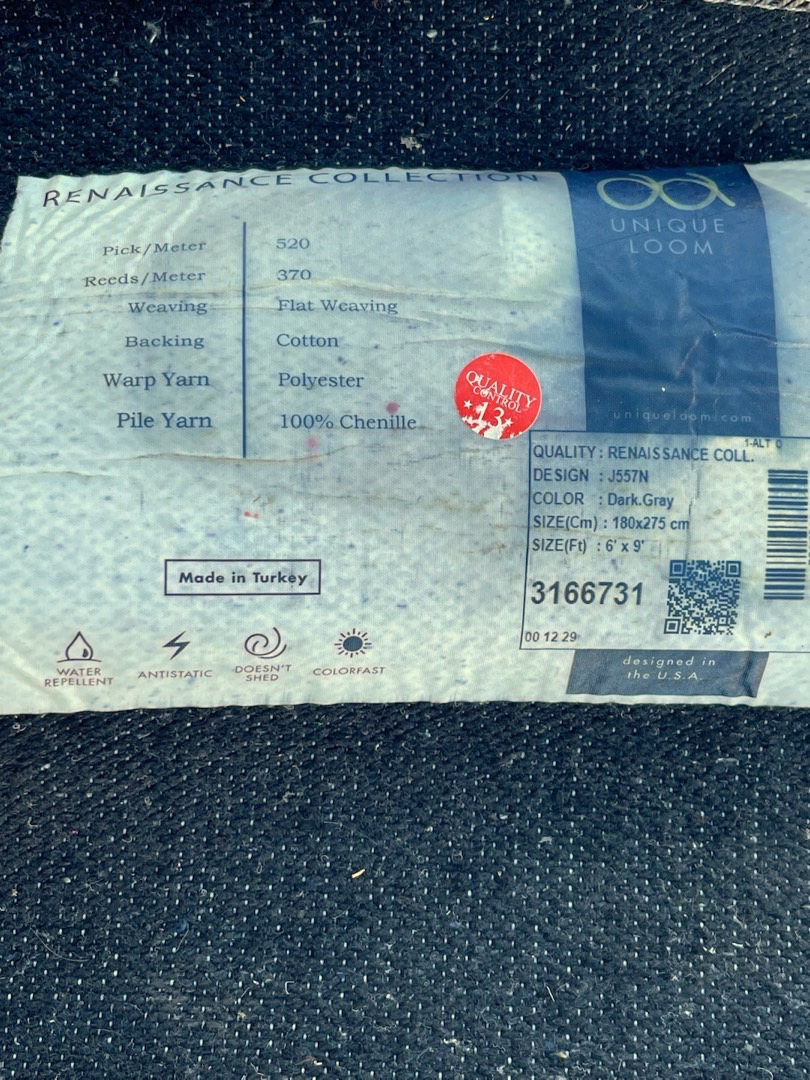 RENAISSANCE COLLECTION
Pick/Meter 520
Reeds/Meter 370
Weaving Flat Weaving
Backing Cotton
Warp Yarn Polyester
Pile Yarn 100% Chenille
Made in Turkey
WATER REPELLENT
ANTISTATIC
DOESN'T SHED
COLORFAST
QUALITY
CONTROL
13
UNIQUE
LOOM
uniqueloom.com
1-ALT 0
QUALITY : RENAISSANCE COLL.
DESIGN : J557N
COLOR : Dark.Gray
SIZE(Cm) : 180x275 cm
SIZE(Ft) : 6' x 9'
3166731
00 12 29
designed in
the U.S.A.